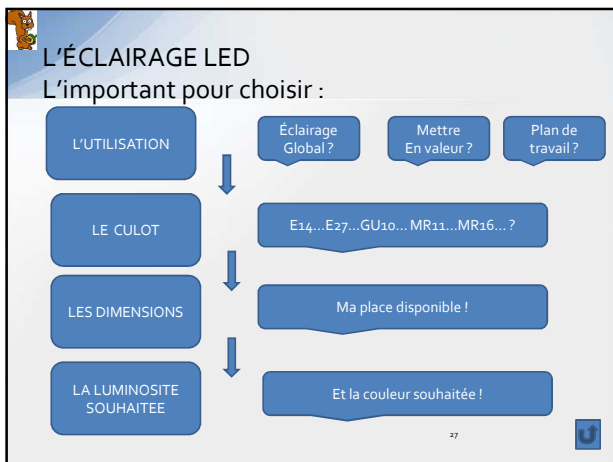 L'ÉCLAIRAGE LED
L'important pour choisir :
L'UTILISATION
Éclairage
Global ?
Mettre
En valeur ?
Plan de
travail ?
LE CULOT
E14...E27...GU10... MR11...MR16... ?
LES DIMENSIONS
Ma place disponible !
LA LUMINOSITE
SOUHAITEE
Et la couleur souhaitée !
27